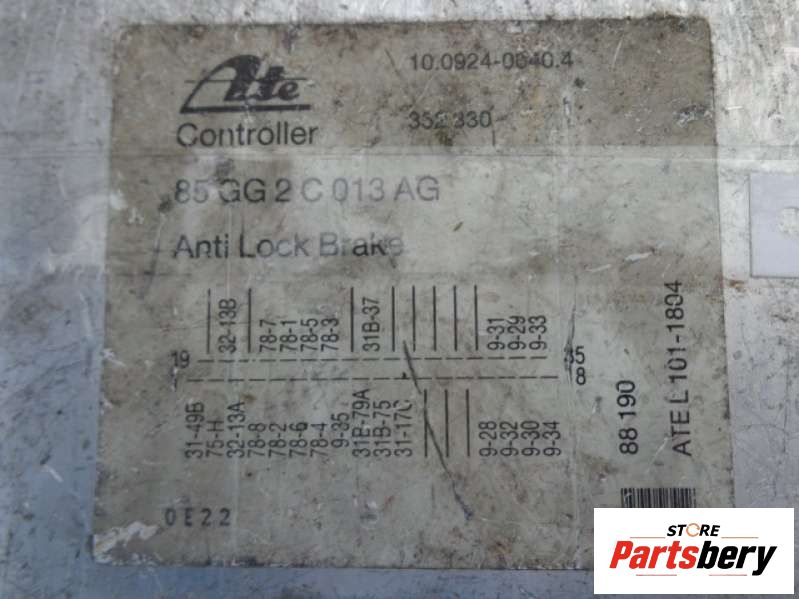 Ate
10.0924-0640.4
Controller
352 330
85 GG 2 C 013 AG
Anti Lock Brake
32-13B
78-7
78-1
78-5
78-3
31B-37
9-31
9-29
9-33
19
35
8
31-49B
75-H
32-13A
78-8
78-2
78-6
78-4
9-35
31B-79A
31B-75
31-17C
9-28
9-32
9-30
9-34
88 190
ATE L 101-1804
0E22
STORE
Partsbery